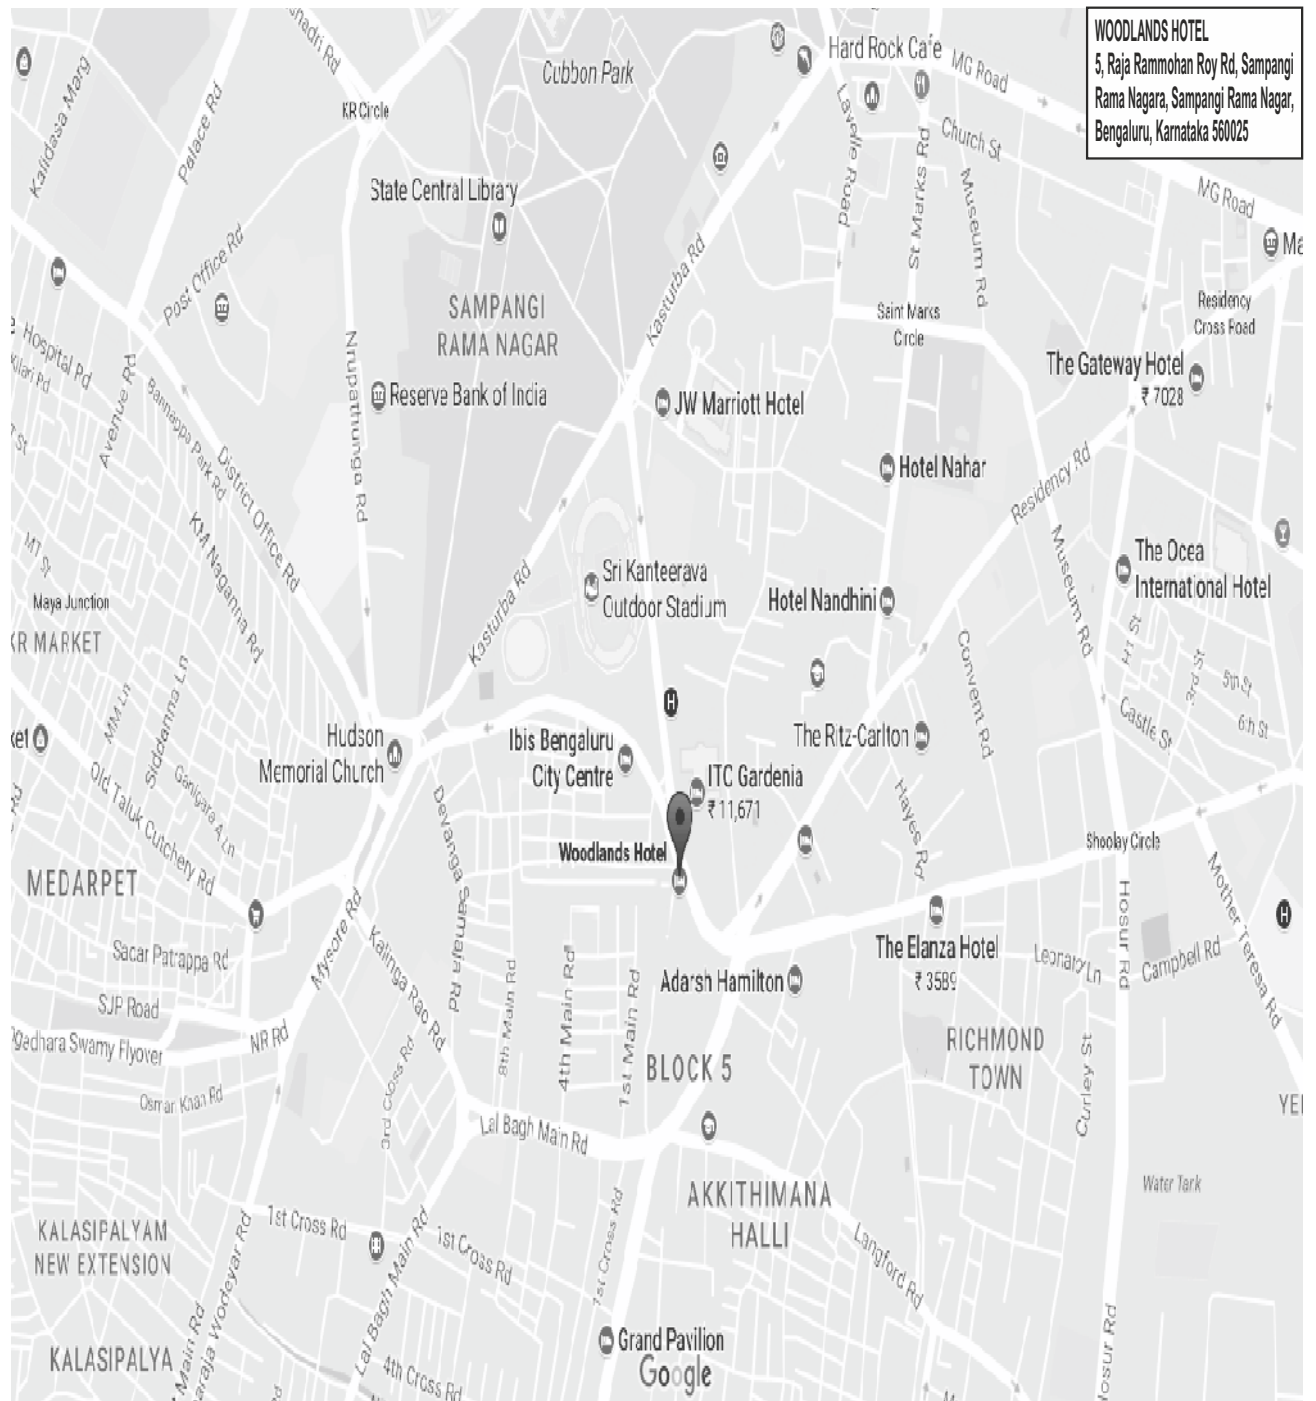 WOODLANDS HOTEL
5, Raja Rammohan Roy Rd, Sampangi
Rama Nagara, Sampangi Rama Nagar,
Bengaluru, Karnataka 560025
Hard Rock Cafe
MG Road
Cubbon Park
Kalidasa Marg
Palace Rd
KR Circle
Lavelle Road
St Marks Rd
Church St
Museum Rd
MG Road
State Central Library
Post Office Rd
Kasturba Rd
SAMPANGI
RAMA NAGAR
Saint Marks
Circle
Residency
Cross Road
Hospital Rd
Avenue Rd
Nrupathunga Rd
Reserve Bank of India
JW Marriott Hotel
The Gateway Hotel
₹ 7028
Bannappa Park Rd
District Office Rd
Hotel Nahar
Residency Rd
KM Naganna Rd
MT St
Maya Junction
KR MARKET
Kasturba Rd
Sri Kanteerava
Outdoor Stadium
Hotel Nandhini
Museum Rd
The Ocea
International Hotel
3rd St
5th St
6th St
Castle St
Convent Rd
MM Ln
Siddanna Ln
Hudson
Memorial Church
Ibis Bengaluru
City Centre
The Ritz-Carlton
ITC Gardenia
₹ 11,671
Old Taluk Cutchery Rd
Ganigara A Ln
Devanga Samaja Rd
Woodlands Hotel
Hayes Rd
Shoolay Circle
MEDARPET
Mother Teresa Rd
Hosur Rd
Sacar Patrappa Rd
Mysore Rd
Kalinga Rao Rd
The Elanza Hotel
₹ 3589
Leonard Ln
Campbell Rd
Adarsh Hamilton
SJP Road
NR Rd
8th Main Rd
4th Main Rd
1st Main Rd
BLOCK 5
RICHMOND
TOWN
Curley St
Osman Khan Rd
3rd Cross Rd
Lal Bagh Main Rd
AKKITHIMANA
HALLI
Water Tank
KALASIPALYAM
NEW EXTENSION
1st Cross Rd
1st Cross Rd
1st Cross Rd
Langford Rd
Lal Bagh Main Rd
KALASIPALYA
4th Cross Rd
Grand Pavilion
Google